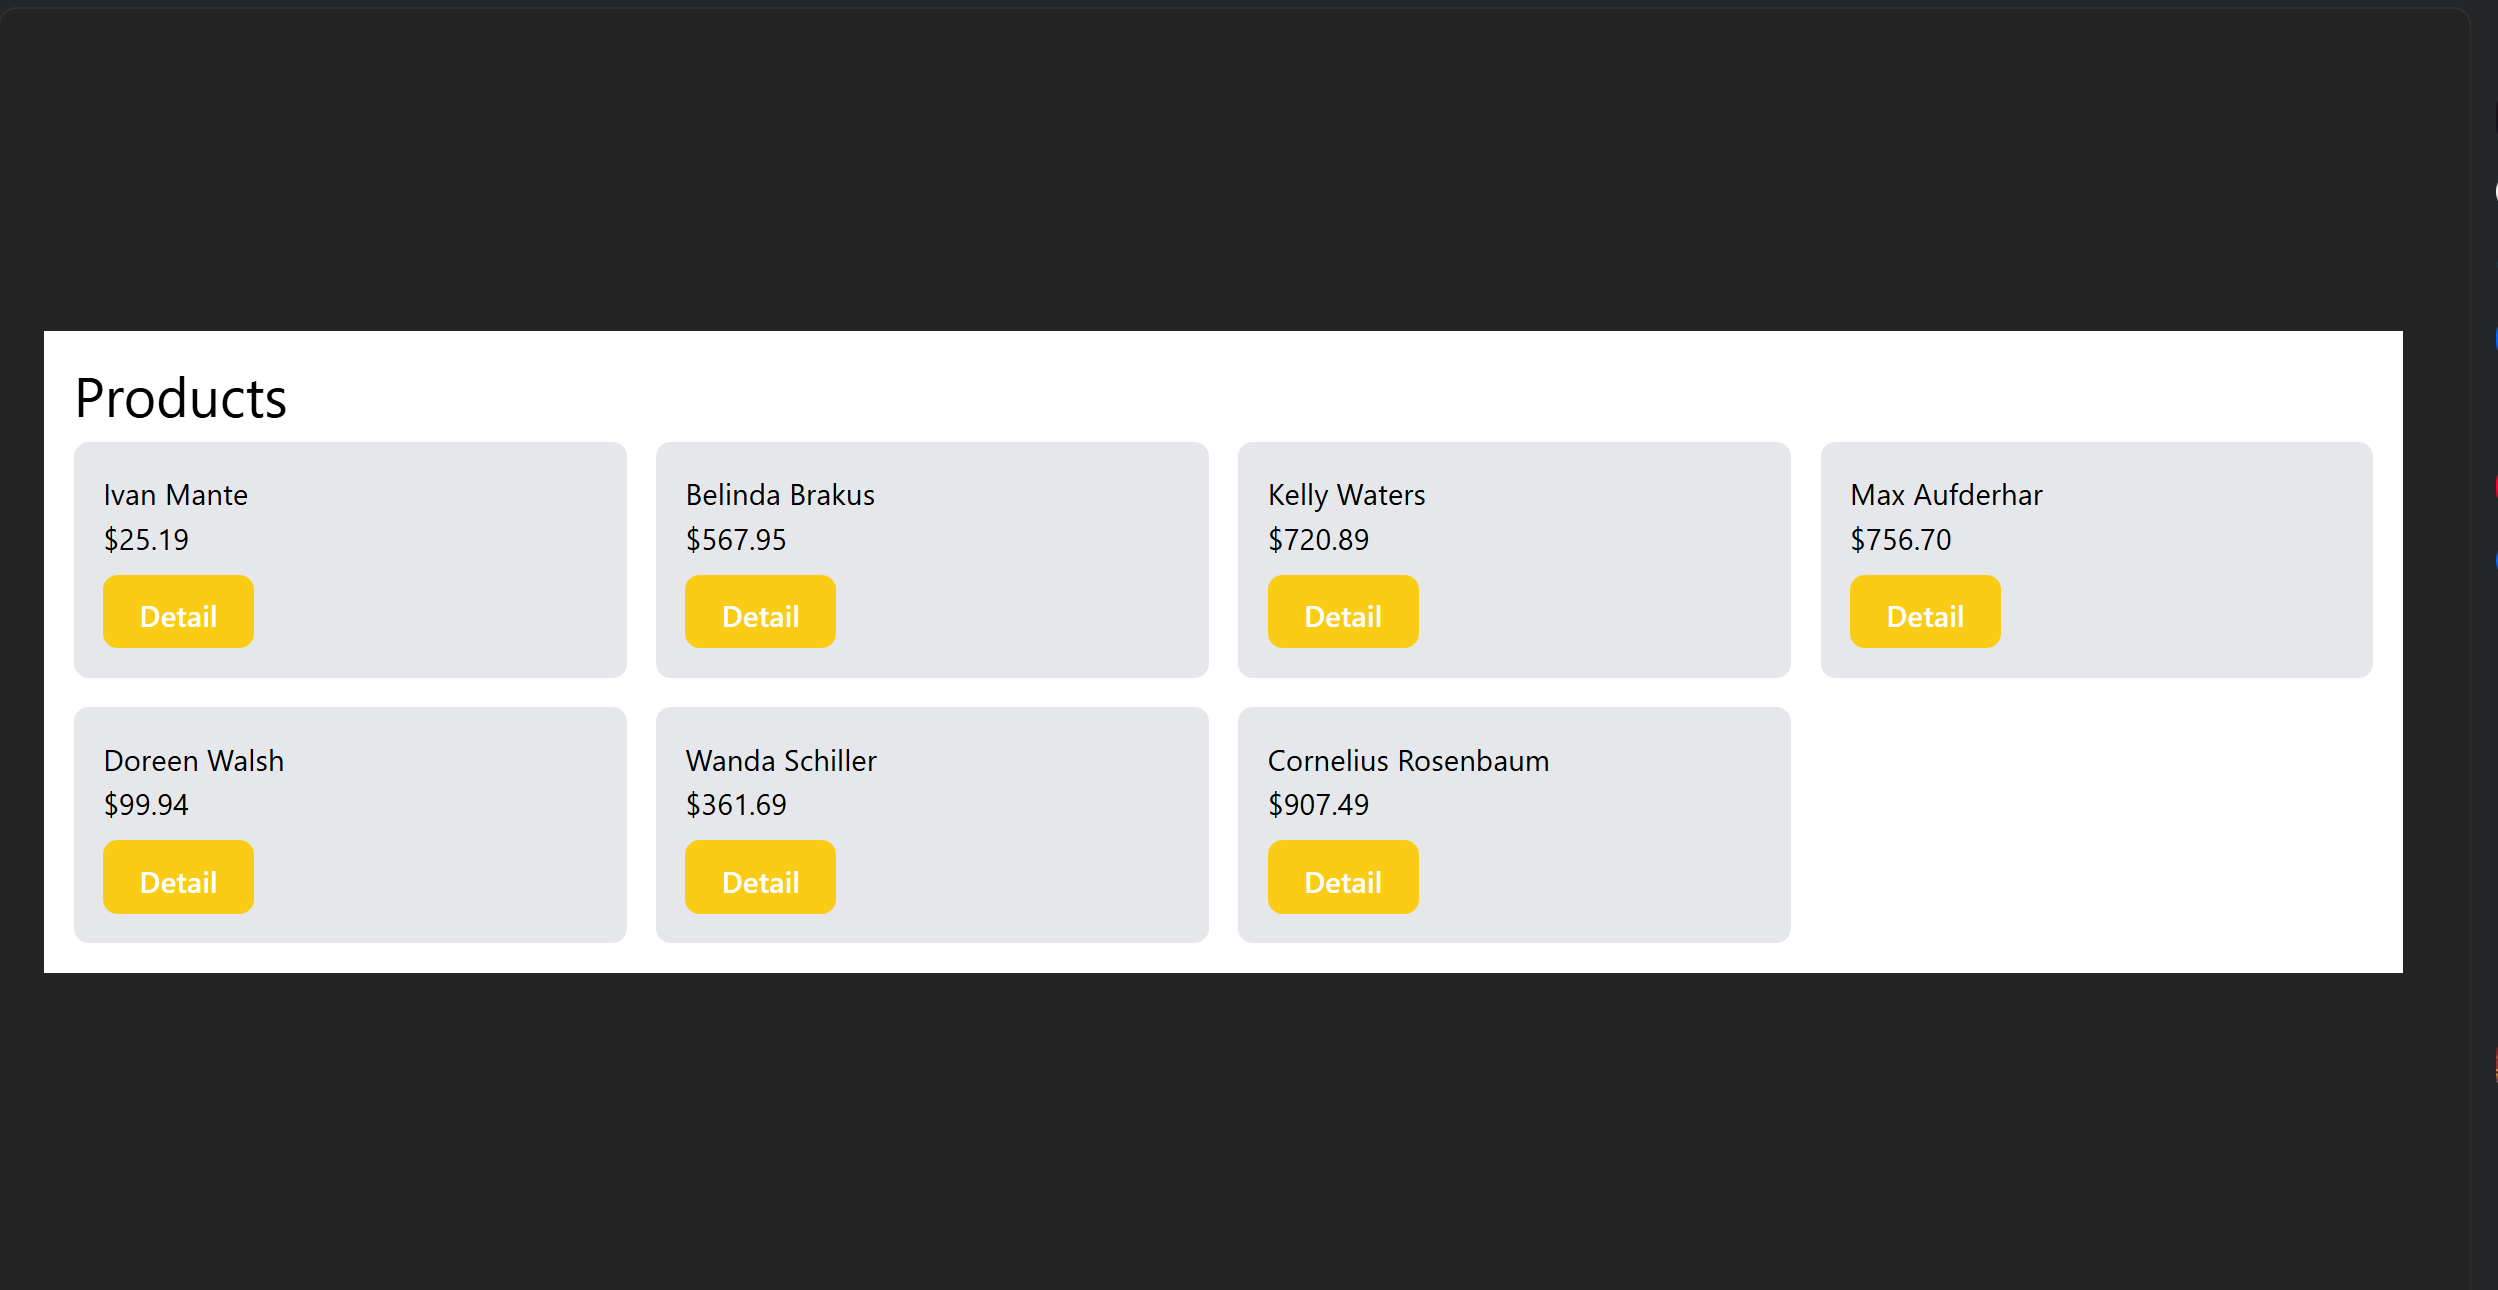 Products
Ivan Mante
$25.19
Detail
Belinda Brakus
$567.95
Detail
Kelly Waters
$720.89
Detail
Max Aufderhar
$756.70
Detail
Doreen Walsh
$99.94
Detail
Wanda Schiller
$361.69
Detail
Cornelius Rosenbaum
$907.49
Detail